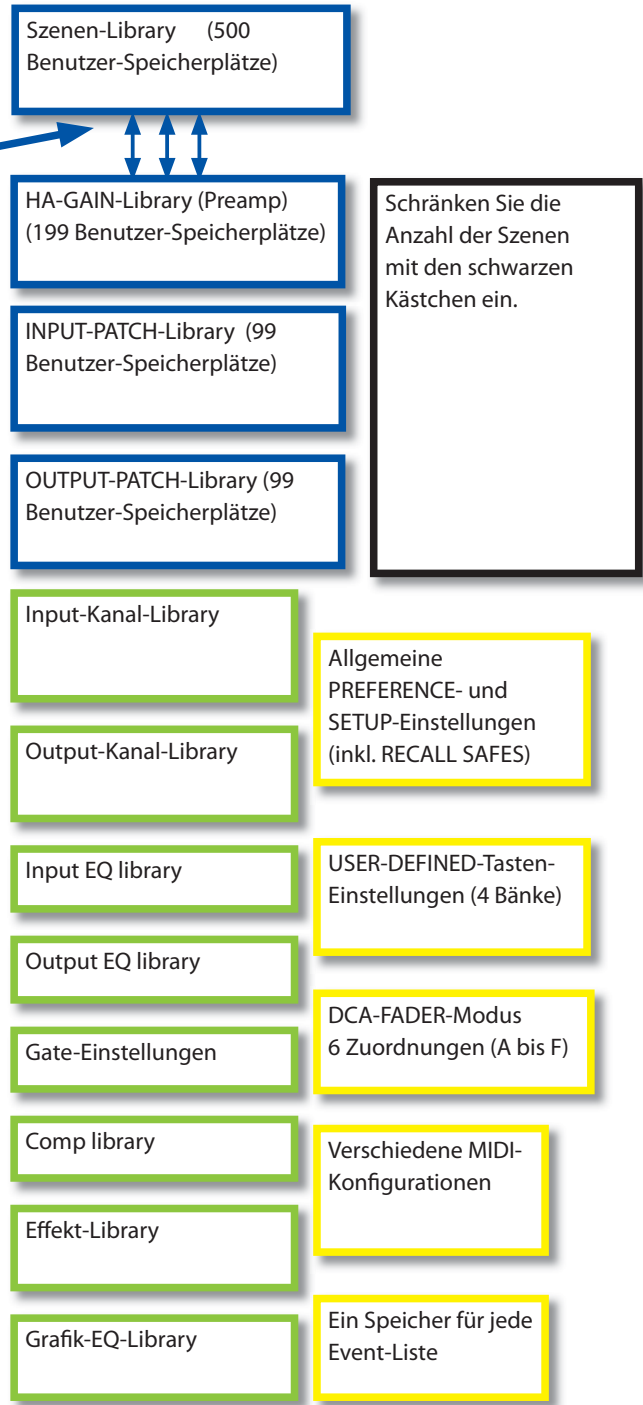 Szenen-Library (500
Benutzer-Speicherplätze)
HA-GAIN-Library (Preamp)
(199 Benutzer-Speicherplätze)
Schränken Sie die
Anzahl der Szenen
mit den schwarzen
Kästchen ein.
INPUT-PATCH-Library (99
Benutzer-Speicherplätze)
OUTPUT-PATCH-Library (99
Benutzer-Speicherplätze)
Input-Kanal-Library
Allgemeine
PREFERENCE- und
SETUP-Einstellungen
(inkl. RECALL SAFES)
Output-Kanal-Library
Input EQ library
USER-DEFINED-Tasten-
Einstellungen (4 Bänke)
Output EQ library
DCA-FADER-Modus
6 Zuordnungen (A bis F)
Gate-Einstellungen
Comp library
Verschiedene MIDI-
Konfigurationen
Effekt-Library
Ein Speicher für jede
Event-Liste
Grafik-EQ-Library